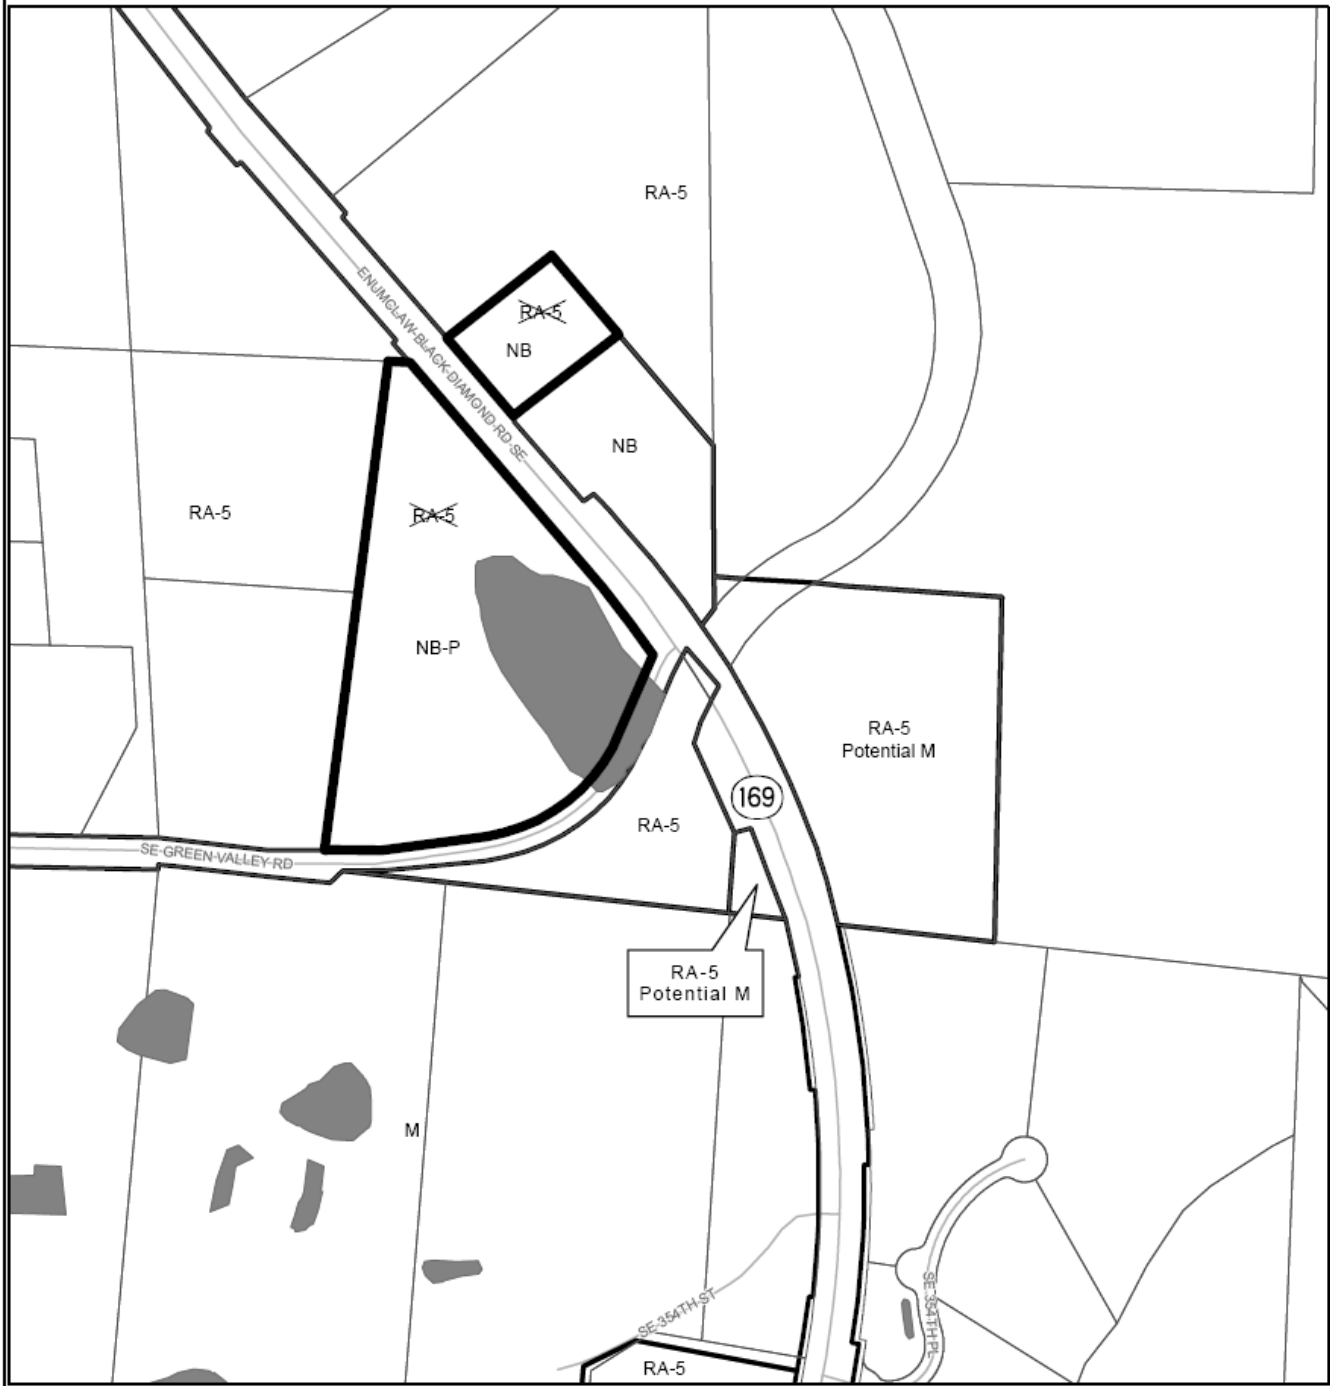 RA-5
RA-5
NB
ENUMCLAW-BLACK-DIAMOND-RD-SE
NB
RA-5
RA-5
NB-P
RA-5
Potential M
169
RA-5
SE-GREEN-VALLEY-RD
RA-5
Potential M
M
SE-354TH-ST
SE-354TH-PL
RA-5